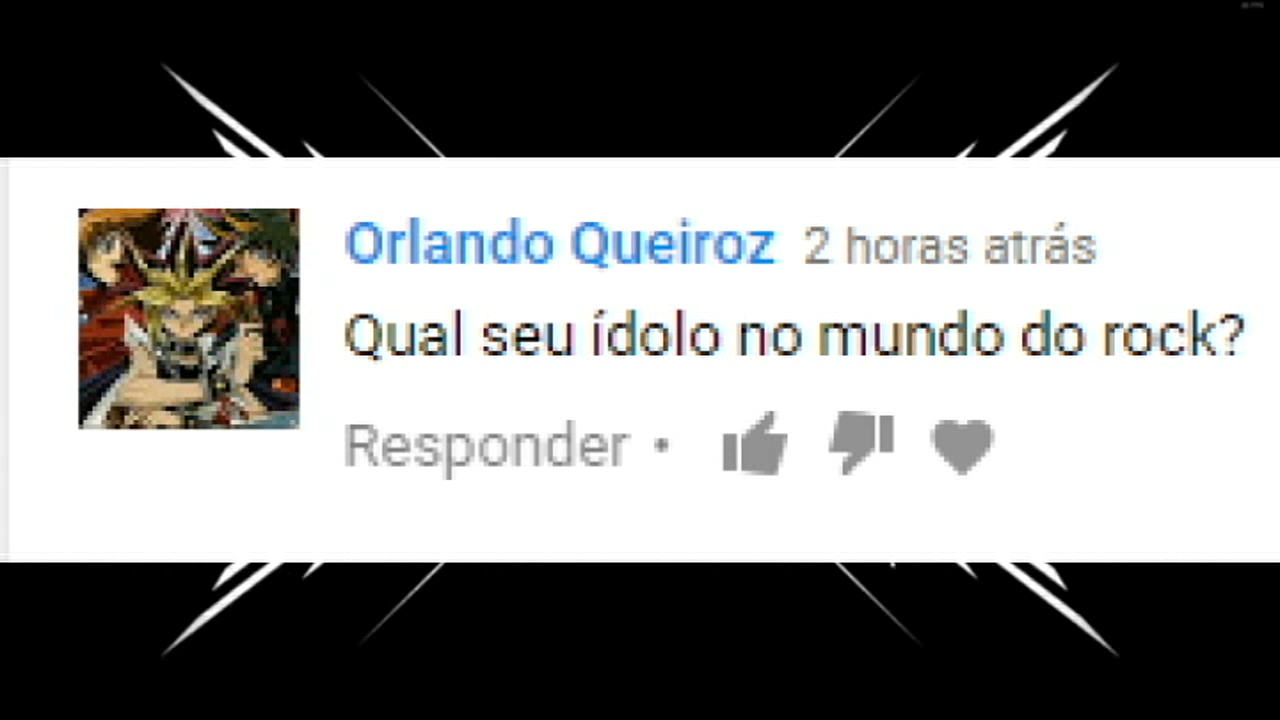 Orlando Queiroz 2 horas atrás
Qual seu ídolo no mundo do rock?
Responder •